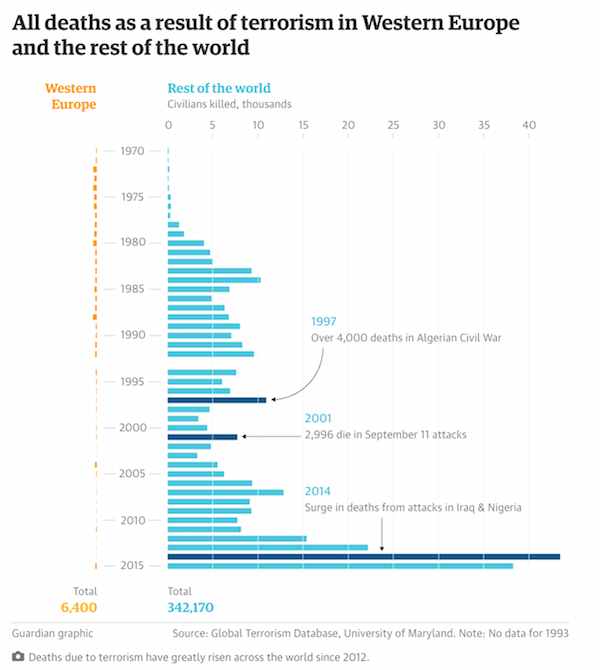 All deaths as a result of terrorism in Western Europe
and the rest of the world
Western
Europe
Rest of the world
Civilians killed, thousands
0 5 10 15 20 25 30 35 40
1970
1975
1980
1985
1990
1997
Over 4,000 deaths in Algerian Civil War
1995
2001
2000
2,996 die in September 11 attacks
2005
2014
Surge in deaths from attacks in Iraq & Nigeria
2010
2015
Total
6,400
Total
342,170
Guardian graphic
Source: Global Terrorism Database, University of Maryland. Note: No data for 1993
Deaths due to terrorism have greatly risen across the world since 2012.